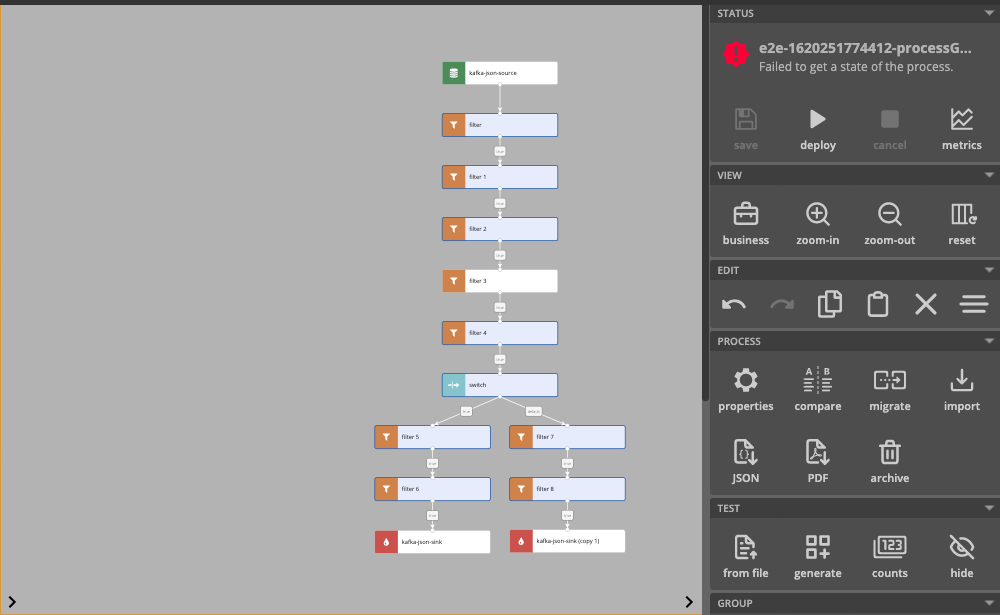 kafka-json-source
filter
true
filter 1
true
filter 2
true
filter 3
true
filter 4
true
switch
true
default
filter 5
filter 7
true
true
filter 6
filter 8
true
true
kafka-json-sink
kafka-json-sink (copy 1)
STATUS
e2e-1620251774412-processG...
Failed to get a state of the process.
save
deploy
cancel
metrics
VIEW
business
zoom-in
zoom-out
reset
EDIT
PROCESS
properties
A B
compare
migrate
import
JSON
PDF
archive
TEST
from file
generate
123
counts
hide
GROUP